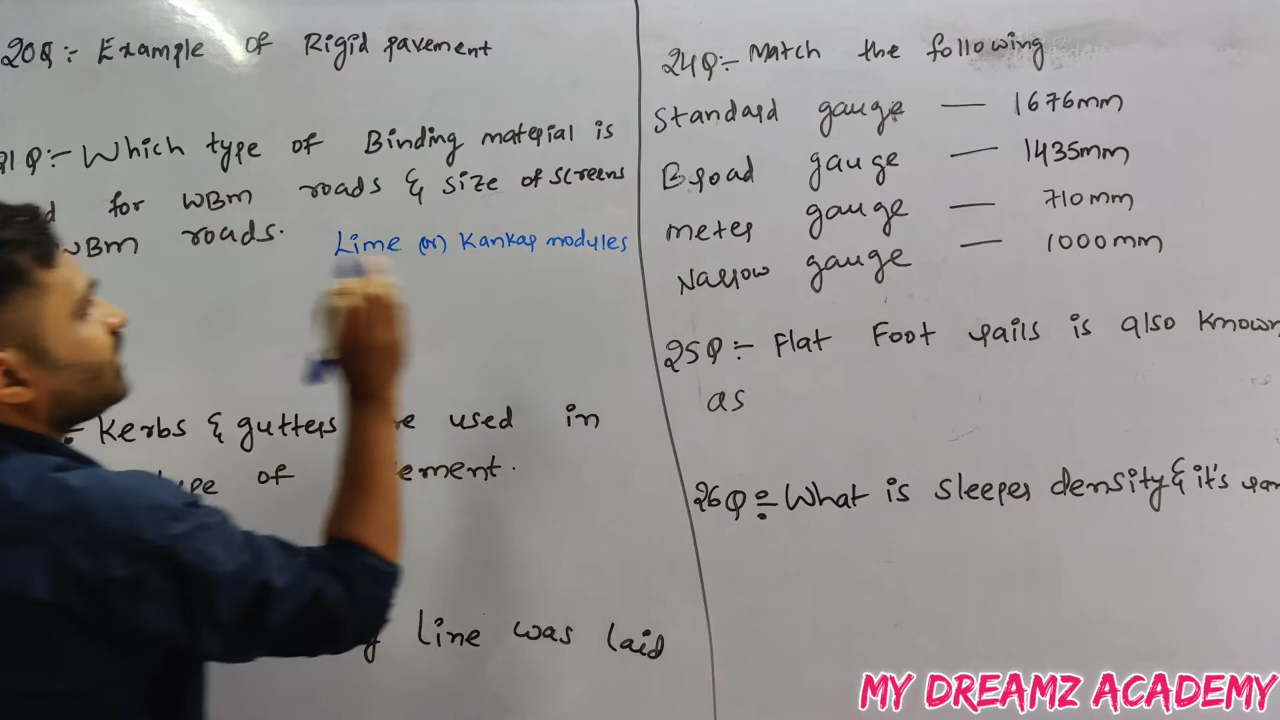 20Q:- Example of Rigid pavement
21Q:- Which type of Binding material is
for WBM roads & size of screens
WBM roads.
Lime (or) Kankar nodules
Kerbs & gutters used in
of
line was laid
24Q:- Match the following
Standard gauge — 1676mm
Broad gauge — 1435mm
meter gauge — 710mm
Narrow gauge — 1000mm
25Q:- Flat Foot rails is also known
as
26Q:- What is sleeper density & it's
MY DREAMZ ACADEMY